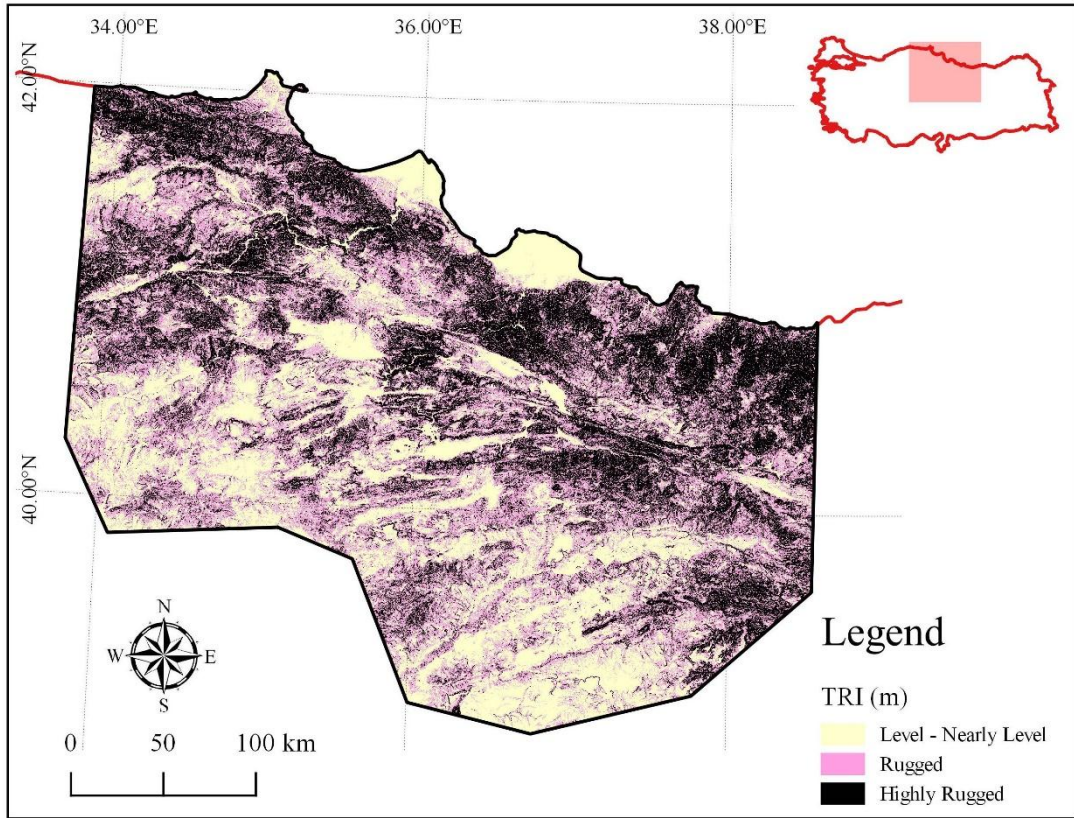 34.00°E 36.00°E 38.00°E
42.00°N
40.00°N
N
W E
S
0 50 100 km
Legend
TRI (m)
Level - Nearly Level
Rugged
Highly Rugged